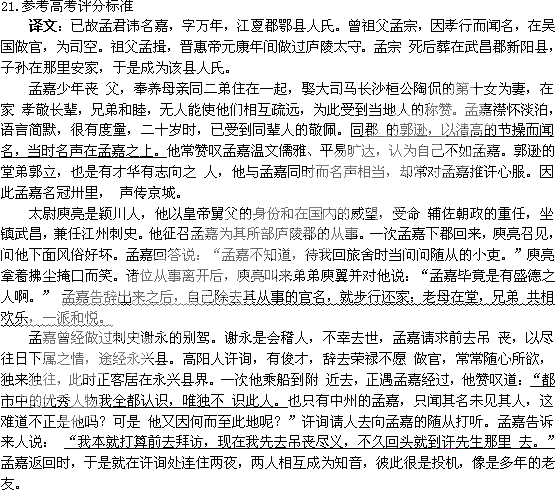 21.参考高考评分标准
译文：已故孟君讳名嘉，字万年，江夏郡鄂县人氏。曾祖父孟宗，因孝行而闻名，在吴
国做官，为司空。祖父孟揖，晋惠帝元康年间做过庐陵太守。孟宗 死后葬在武昌郡新阳县，
子孙在那里安家，于是成为该县人氏。
孟嘉少年丧 父，奉养母亲同二弟住在一起，娶大司马长沙桓公陶侃的第十女为妻，在
家 孝敬长辈，兄弟和睦，无人能使他们相互疏远，为此受到当地人的称赞。孟嘉襟怀淡泊，
语言简默，很有度量，二十岁时，已受到同辈人的敬佩。同郡 的郭逊，以清高的节操而闻
名，当时名声在孟嘉之上。他常赞叹孟嘉温文儒雅、平易旷达，认为自己不如孟嘉。郭逊的
堂弟郭立，也是有才华有志向之 人，他与孟嘉同时而名声相当，却常对孟嘉推许心服。因
此孟嘉名冠卅里， 声传京城。
太尉庾亮是颖川人，他以皇帝舅父的身份和在国内的威望，受命 辅佐朝政的重任，坐
镇武昌，兼任江州刺史。他征召孟嘉为其所部庐陵郡的从事。一次孟嘉下郡回来，庾亮召见，
问他下面风俗好坏。孟嘉回答说：“孟嘉不知道，待我回旅舍时当问问随从的小吏。”庾亮
拿着拂尘掩口而笑。诸位从事离开后，庾亮叫来弟弟庾翼并对他说：“孟嘉毕竟是有盛德之
人啊。” 孟嘉告辞出来之后，自己除去其从事的官名，就步行还家；老母在堂，兄弟 共相
欢乐，一派和悦。
孟嘉曾经做过刺史谢永的别驾。谢永是会稽人，不幸去世，孟嘉请求前去吊 丧，以尽
往日下属之情，途经永兴县。高阳人许询，有俊才，辞去荣禄不愿 做官，常常随心所欲，
独来独往，此时正客居在永兴县界。一次他乘船到附 近去，正遇孟嘉经过，他赞叹道：“都
市中的优秀人物我全都认识，唯独不 识此人。也只有中州的孟嘉，只闻其名未见其人，这
难道不正是他吗？可是 他又因何而至此地呢？”许询请人去向孟嘉的随从打听。孟嘉告诉
来人说： “我本就打算前去拜访，现在我先去吊丧尽义，不久回头就到许先生那里 去。”
孟嘉返回时，于是就在许询处连住两夜，两人相互成为知音，彼此很是投机，像是多年的老
友。